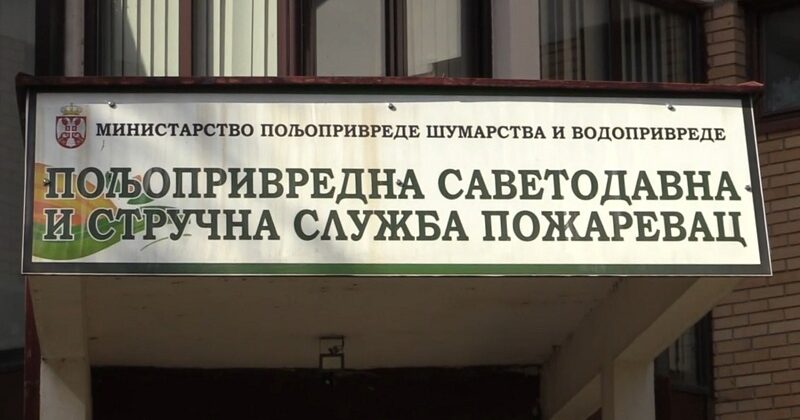 МИНИСТАРСТВО ПОЉОПРИВРЕДЕ ШУМАРСТВА И ВОДОПРИВРЕДЕ
ПОЉОПРИВРЕДНА САВЕТОДАВНА
И СТРУЧНА СЛУЖБА ПОЖАРЕВАЦ